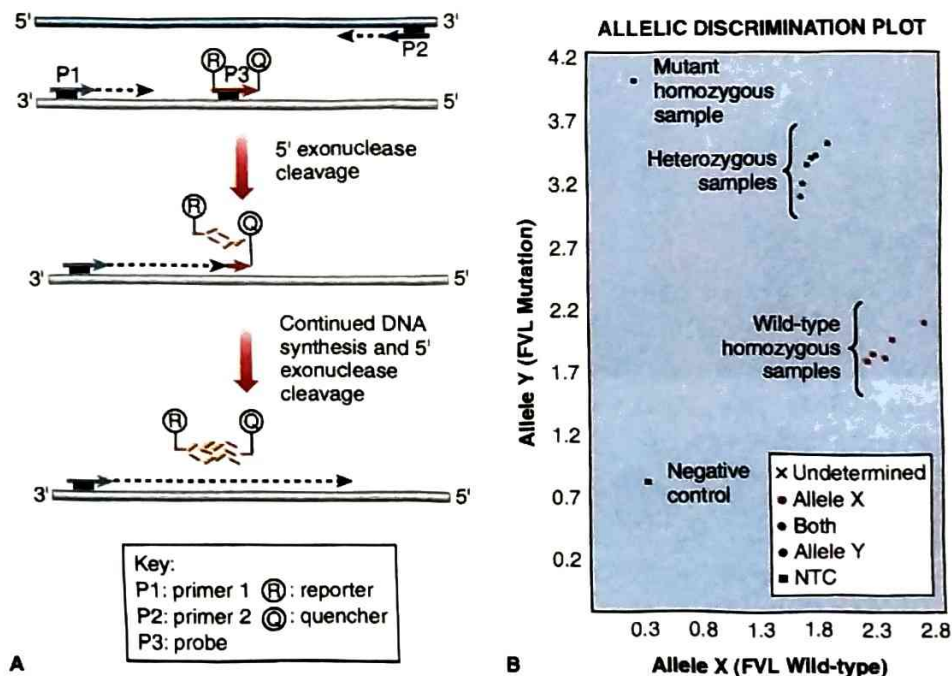 5'
3'
P2
P1
R
P3
Q
3'
5'
5' exonuclease
cleavage
R
Q
3'
5'
Continued DNA
synthesis and 5'
exonuclease
cleavage
R
Q
3'
5'
Key:
P1: primer 1 R: reporter
P2: primer 2 Q: quencher
P3: probe
A
ALLELIC DISCRIMINATION PLOT
Allele Y (FVL Mutation)
4.2
3.7
3.2
2.7
2.2
1.7
1.2
0.7
0.2
Mutant
homozygous
sample
Heterozygous
samples
Wild-type
homozygous
samples
Negative
control
× Undetermined
● Allele X
● Both
● Allele Y
■ NTC
0.3 0.8 1.3 1.8 2.3 2.8
Allele X (FVL Wild-type)
B